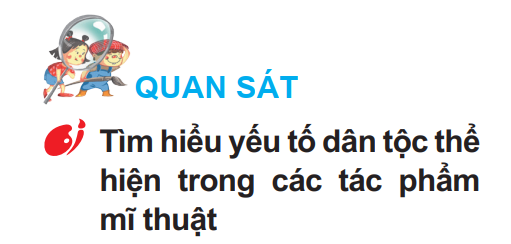 QUAN SÁT
Tìm hiểu yếu tố dân tộc thể
hiện trong các tác phẩm
mĩ thuật